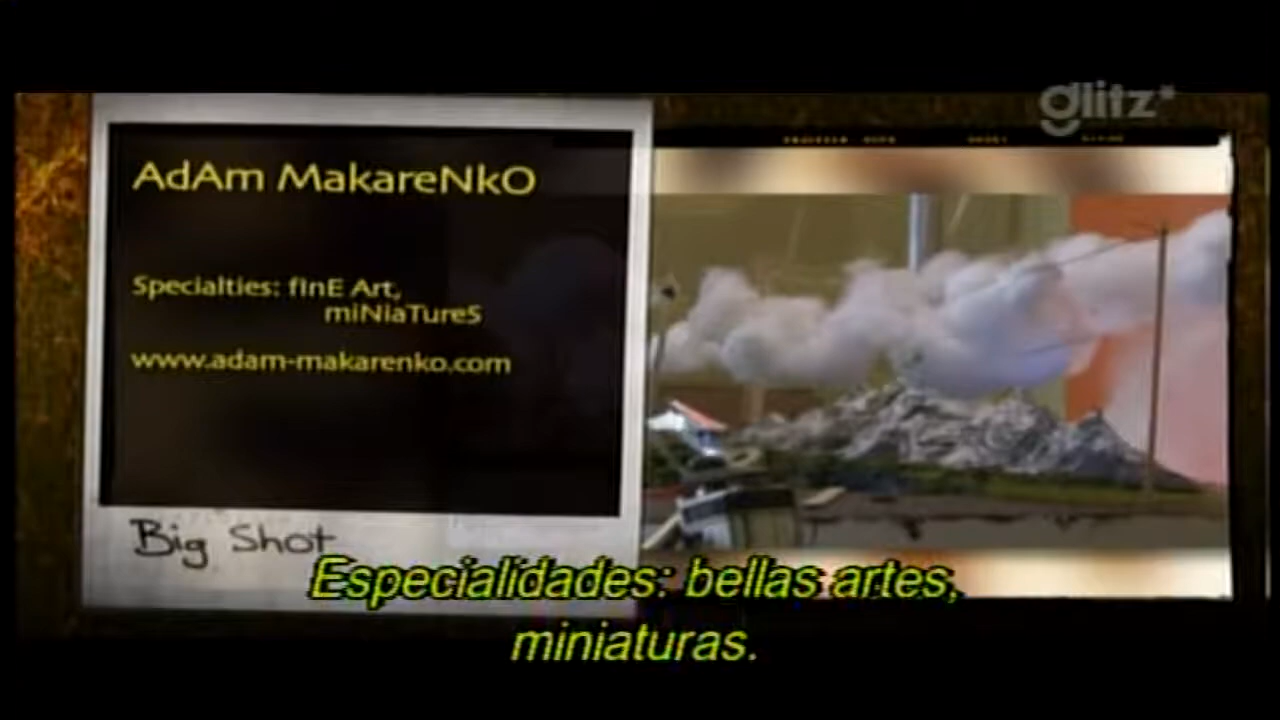 glitz*
AdAm MakareNkO
Specialties: fInE Art,
miNiaTureS
www.adam-makarenko.com
Big Shot
Especialidades: bellas artes,
miniaturas.